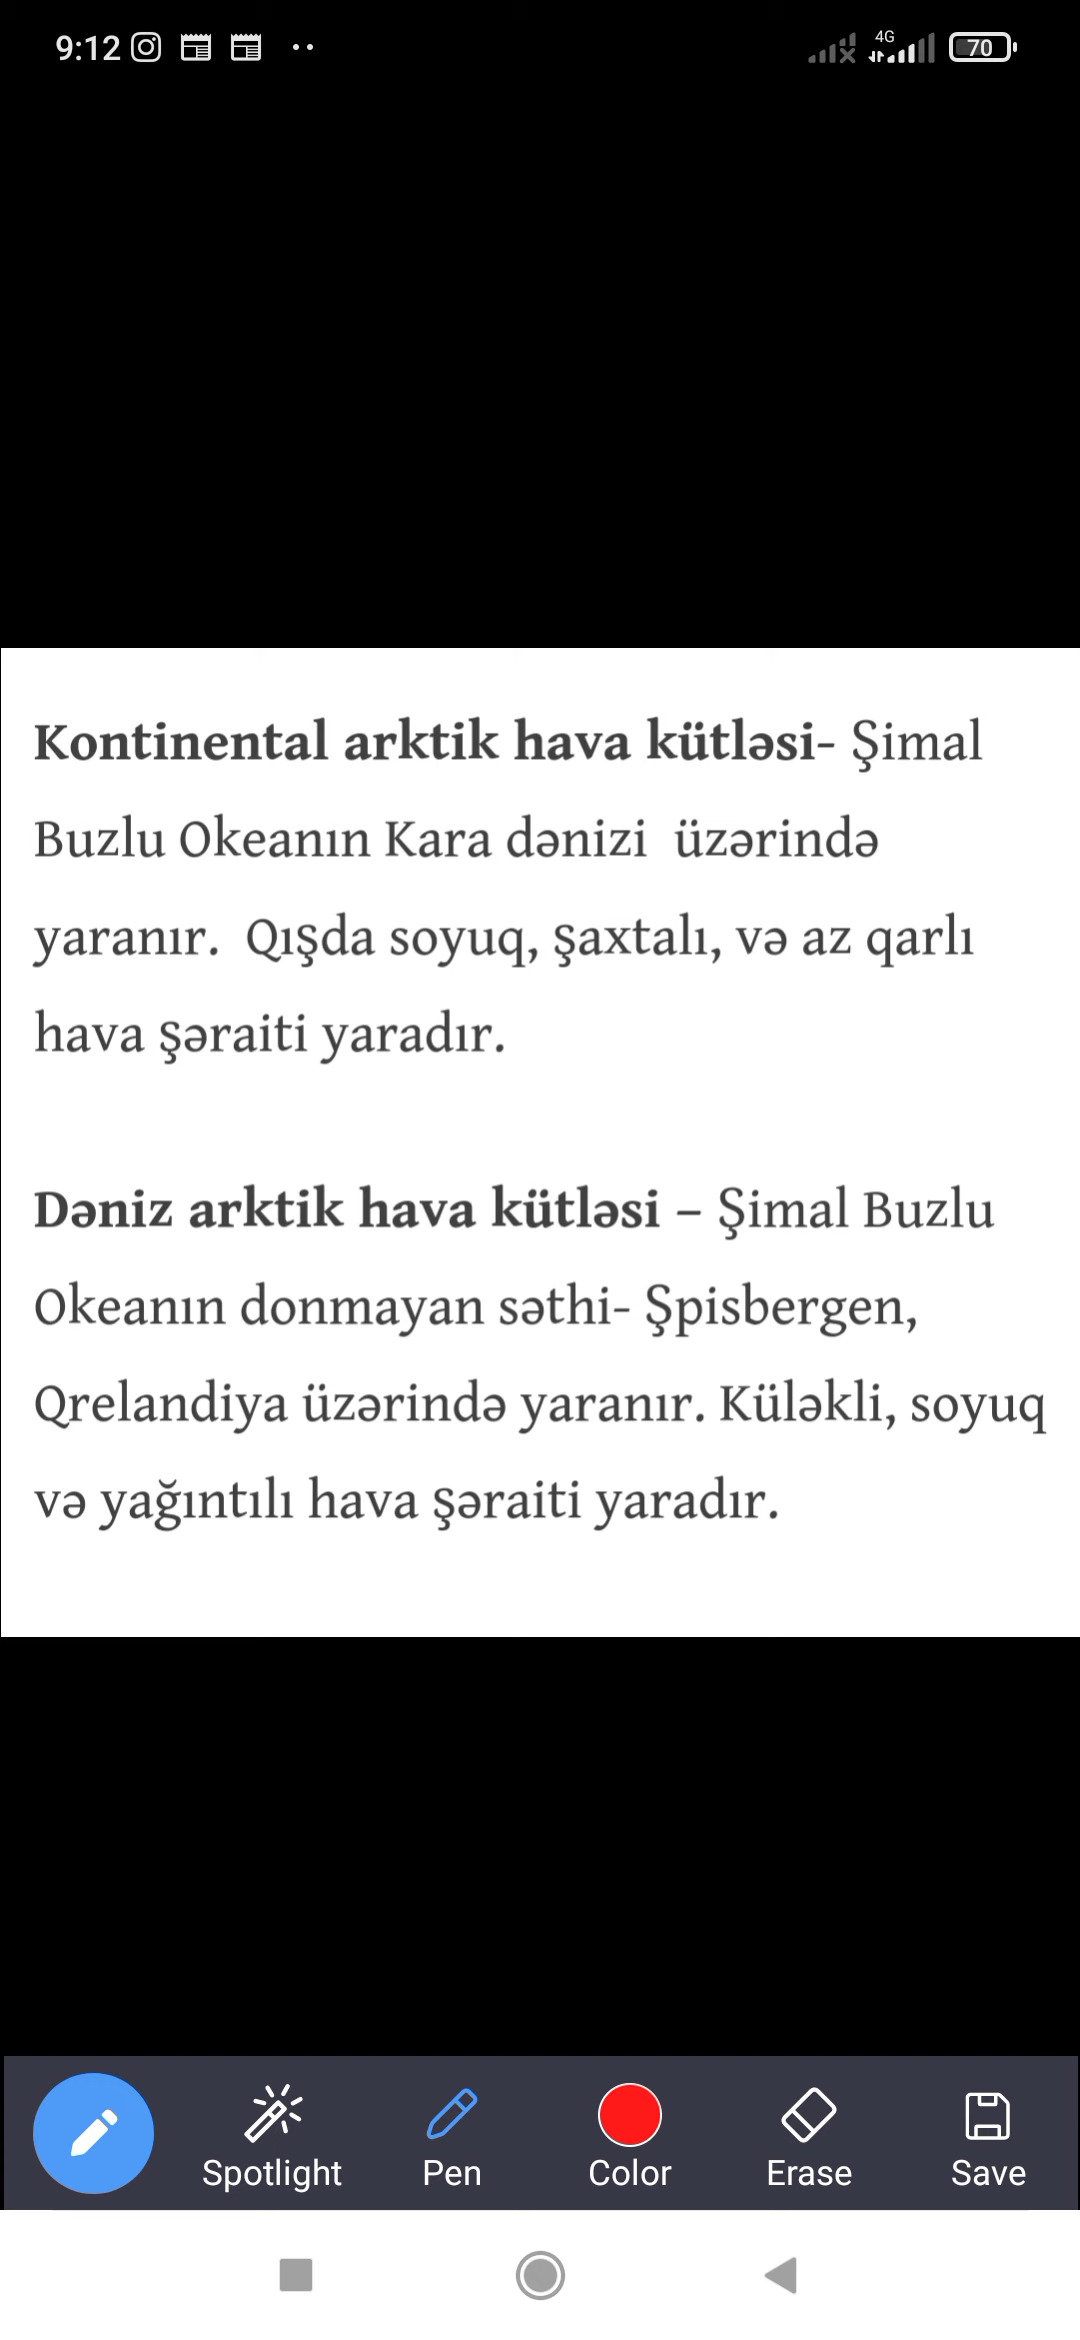 9:12
4G
70
Kontinental arktik hava kütləsi- Şimal
Buzlu Okeanın Kara dənizi üzərində
yaranır. Qışda soyuq, şaxtalı, və az qarlı
hava şəraiti yaradır.
Dəniz arktik hava kütləsi – Şimal Buzlu
Okeanın donmayan səthi- Şpisbergen,
Qrelandiya üzərində yaranır. Küləkli, soyuq
və yağıntılı hava şəraiti yaradır.
Spotlight Pen Color Erase Save